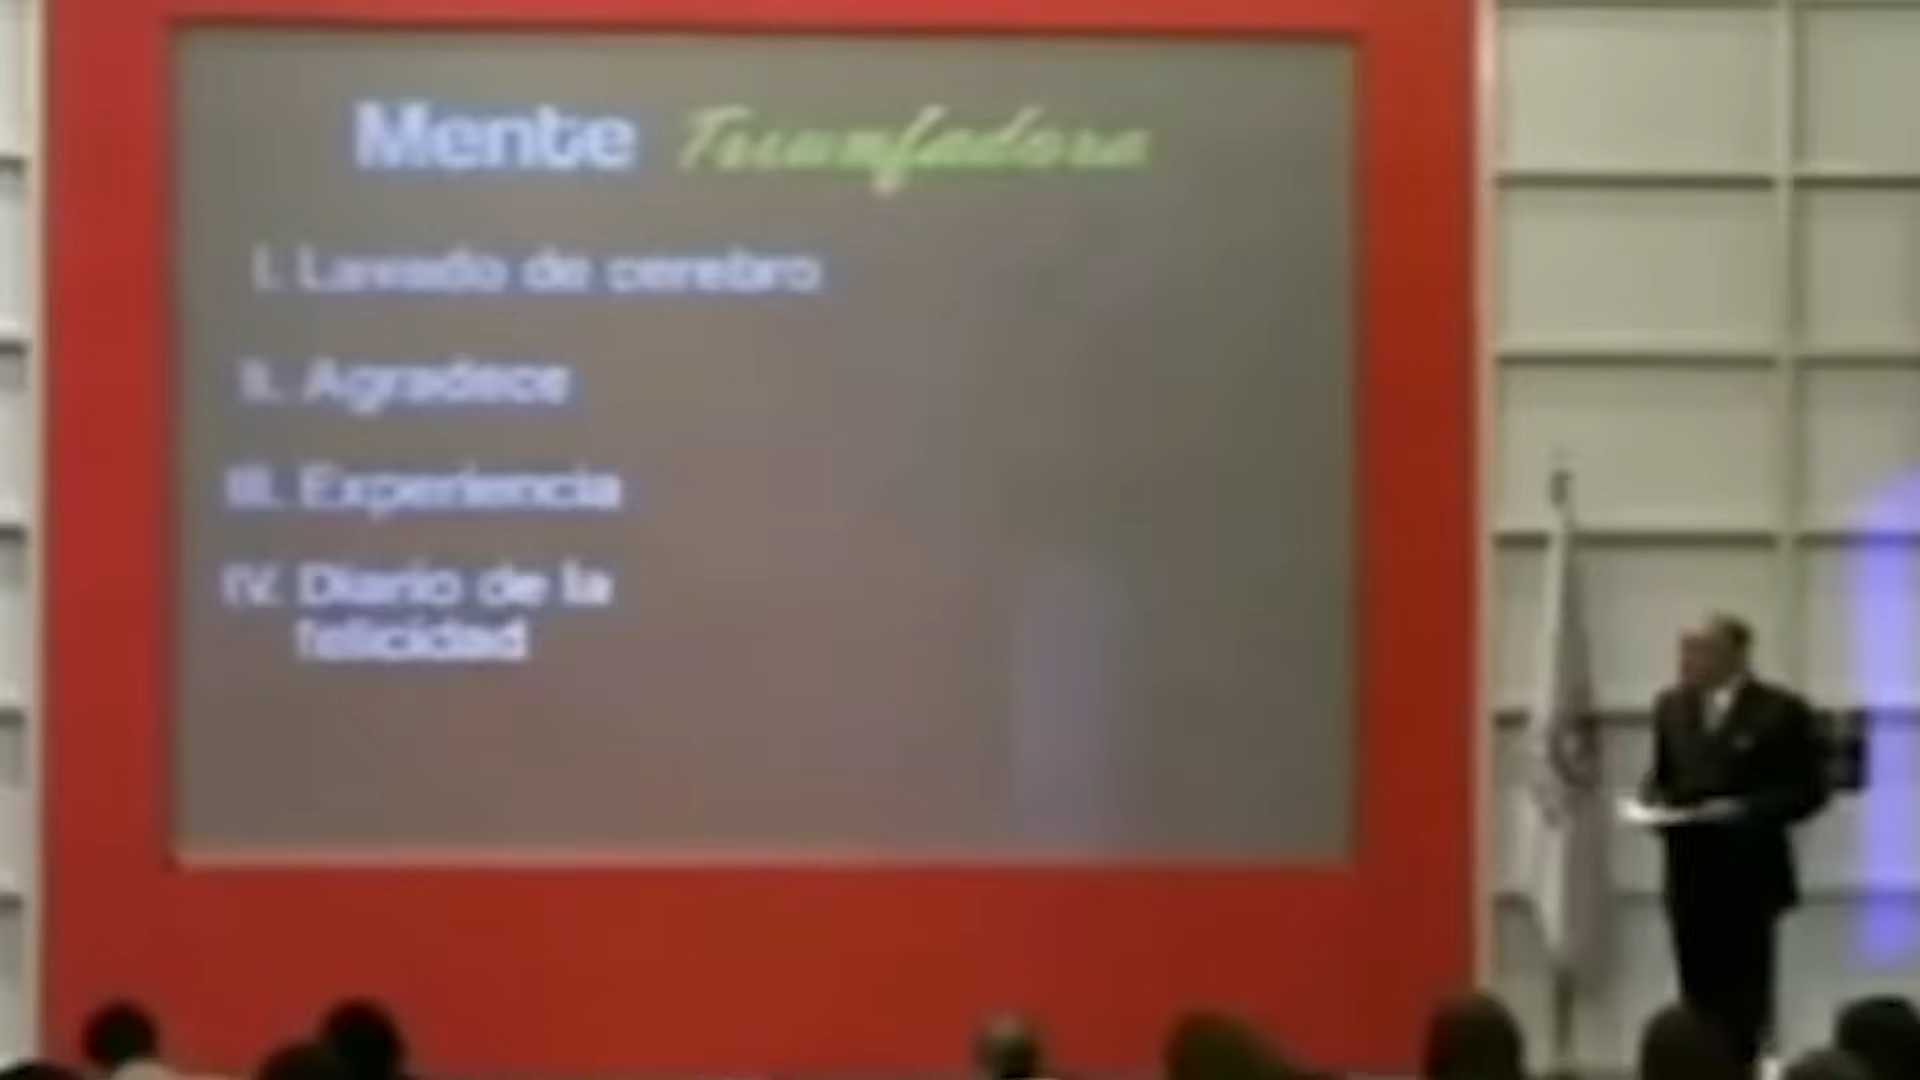 Mente Triunfadora
I. Lavado de cerebro
II. Agradece
III. Experiencia
IV. Diario de la
felicidad